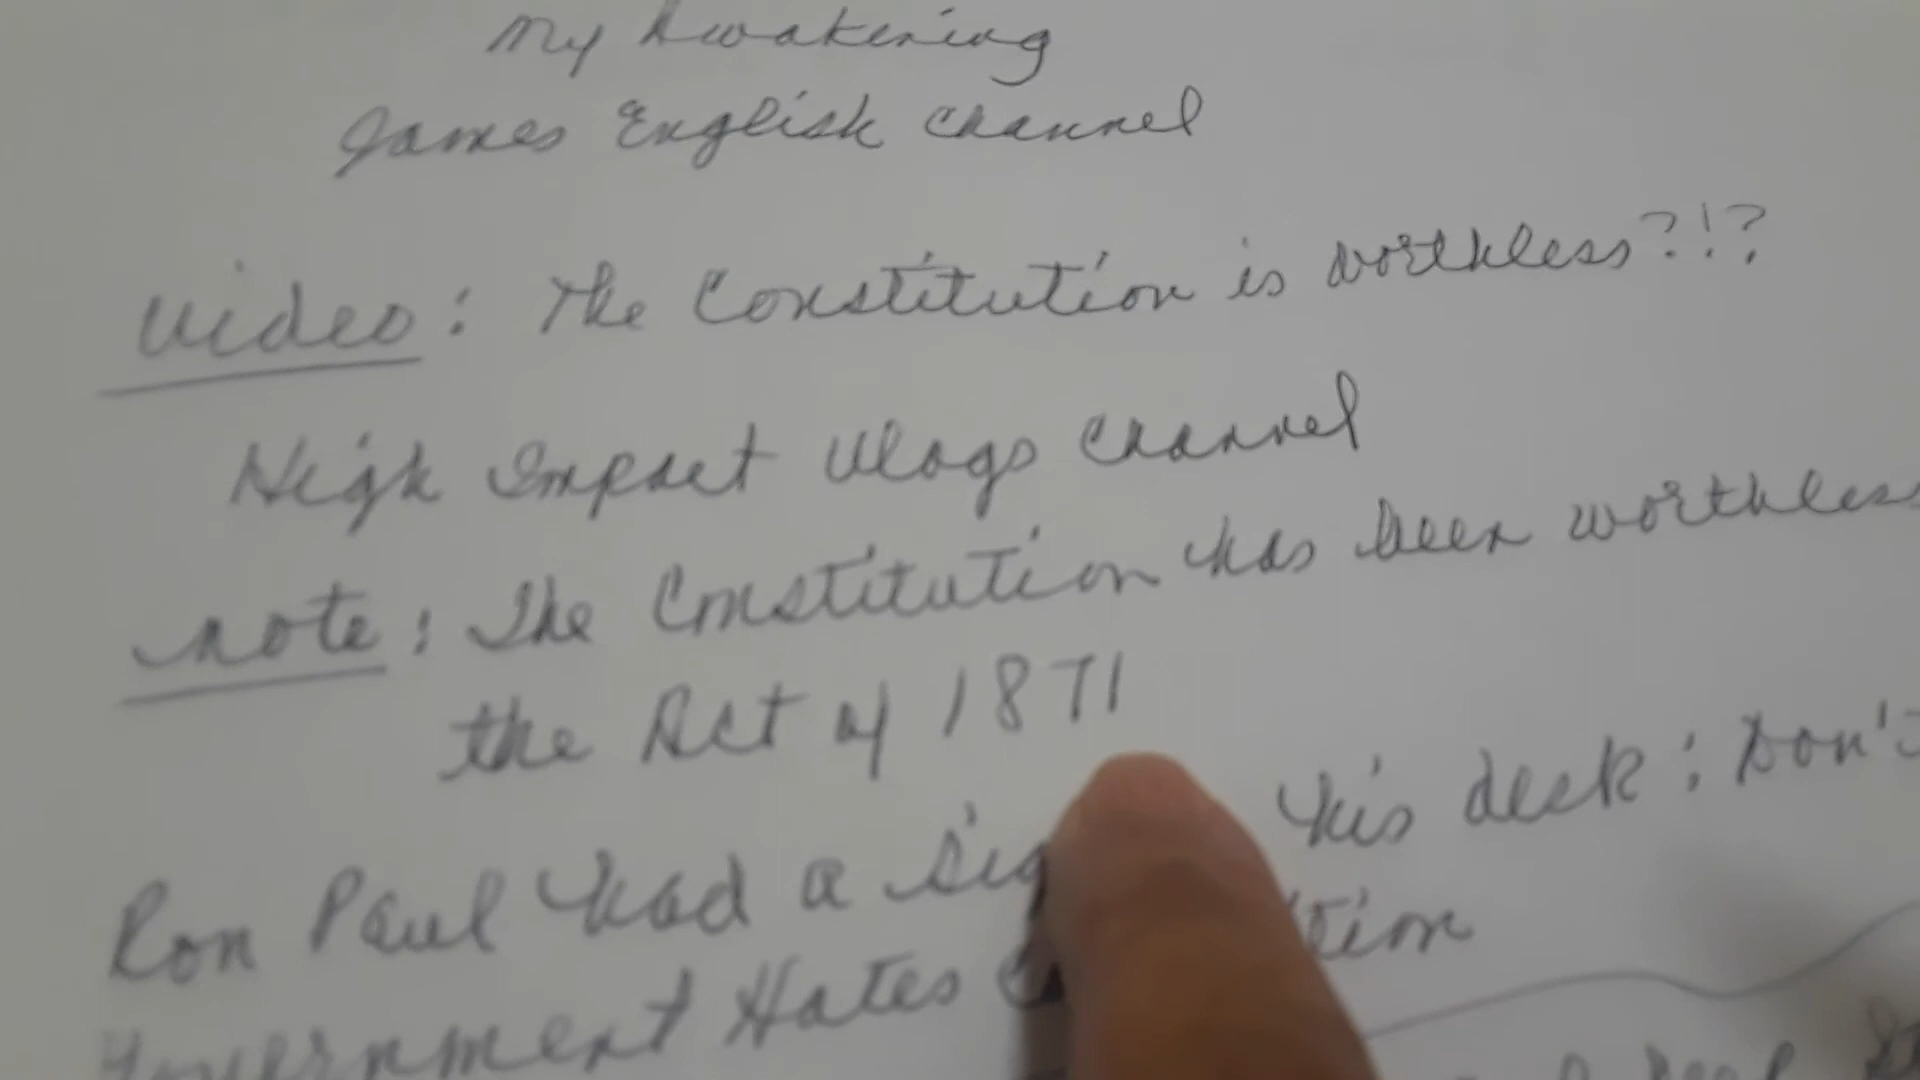 My Awakening
James English Channel
Video: The Constitution is worthless?!?
High Impact Vlogs Channel
Note: The Constitution has been worthless
the Act of 1871
Ron Paul had a his desk: Don't
Government Hates